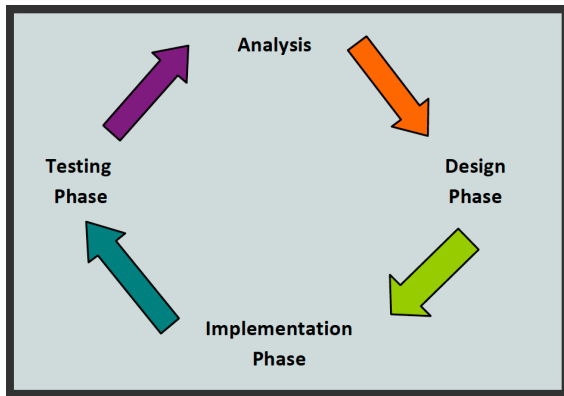 Analysis
Testing
Phase
Design
Phase
Implementation
Phase